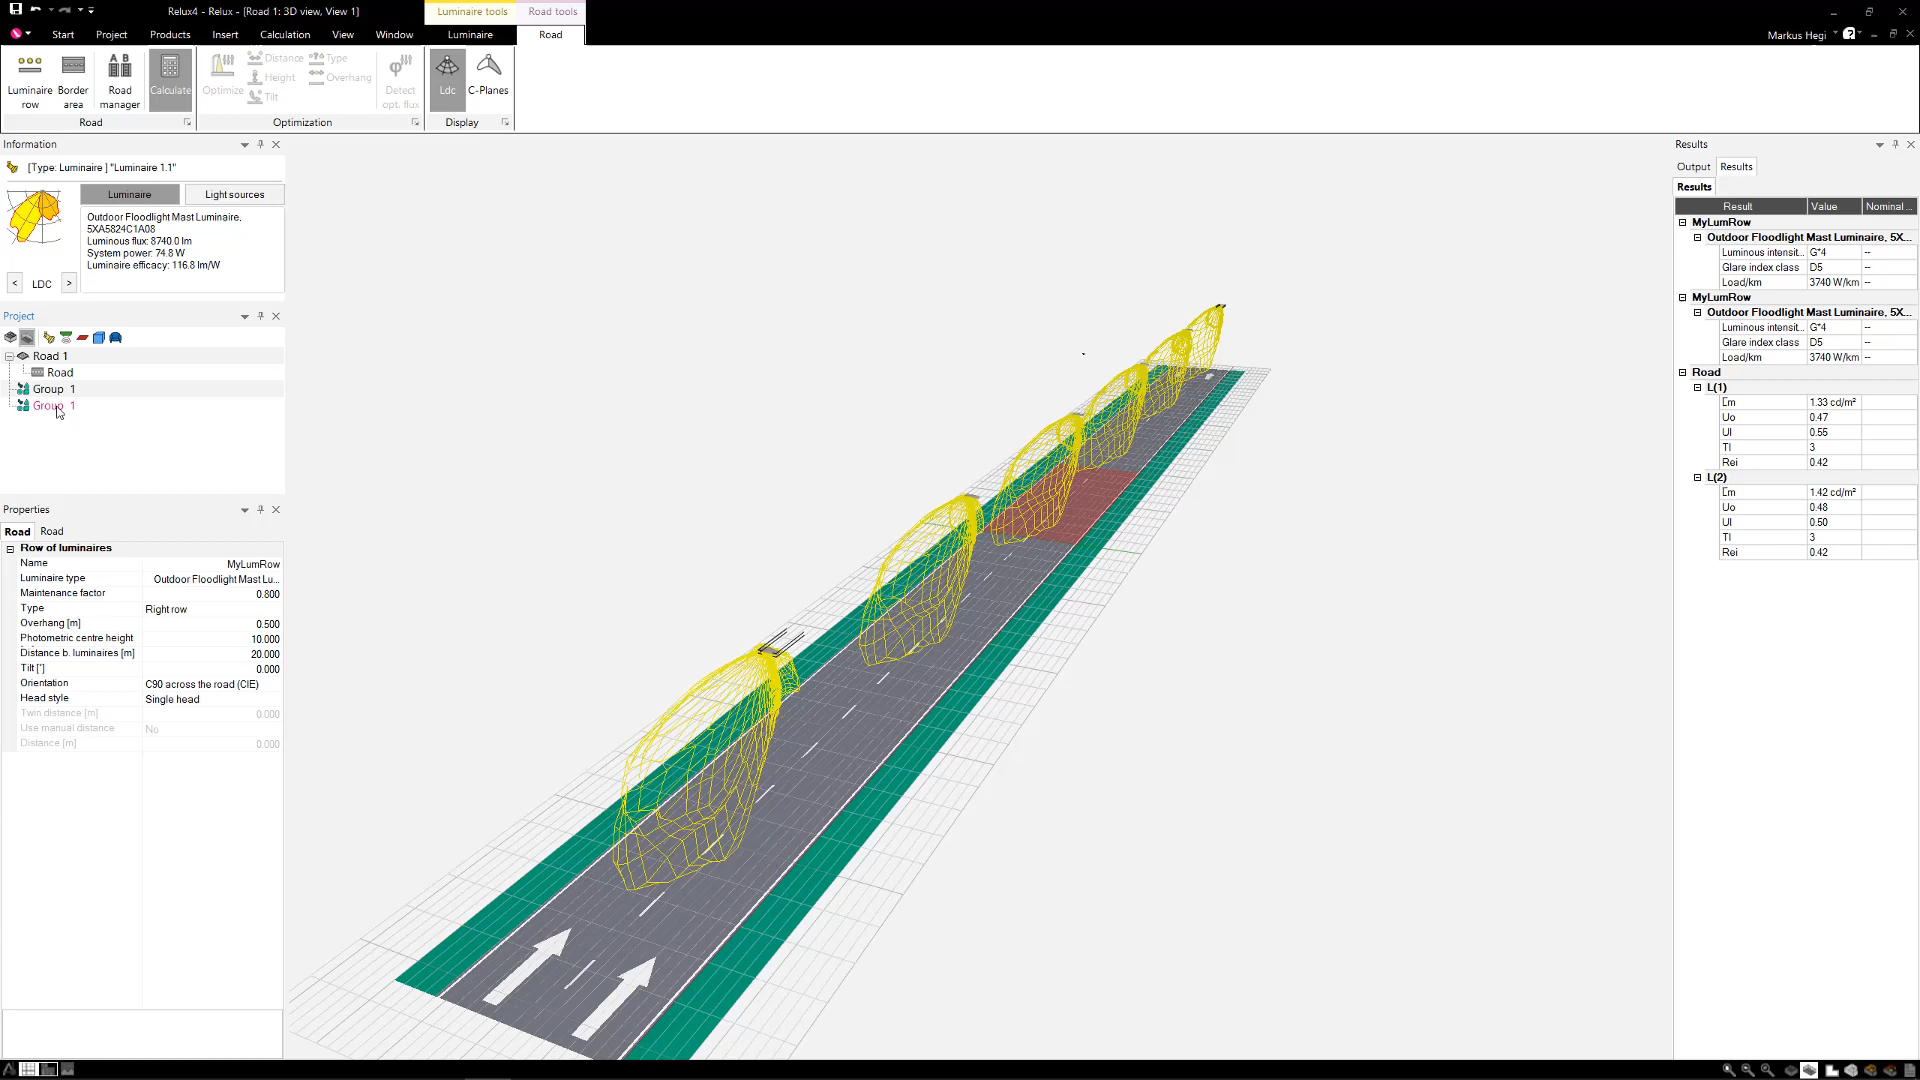 Relux4 - Relux - [Road 1: 3D view, View 1]
Luminaire tools
Road tools
Start
Project
Products
Insert
Calculation
View
Window
Luminaire
Road
Markus Hegi
Luminaire row
Border area
Road manager
Calculate
Optimize
Distance
Height
Tilt
Type
Overhang
Detect opt. flux
Ldc
C-Planes
Road
Optimization
Display
Information
[Type: Luminaire ] "Luminaire 1.1"
Luminaire
Light sources
Outdoor Floodlight Mast Luminaire,
5XA5824C1A08
Luminous flux: 8740.0 lm
System power: 74.8 W
Luminaire efficacy: 116.8 lm/W
< LDC >
Project
Road 1
Road
Group 1
Group 1
Properties
Road
Road
Row of luminaires
Name MyLumRow
Luminaire type Outdoor Floodlight Mast Lu...
Maintenance factor 0.800
Type Right row
Overhang [m] 0.500
Photometric centre height 10.000
Distance b. luminaires [m] 20.000
Tilt [°] 0.000
Orientation C90 across the road (CIE)
Head style Single head
Twin distance [m] 0.000
Use manual distance No
Distance [m] 0.000
Results
Output
Results
Results
Result Value Nominal ...
MyLumRow
Outdoor Floodlight Mast Luminaire, 5X...
Luminous intensit... G*4 --
Glare index class D5 --
Load/km 3740 W/km --
MyLumRow
Outdoor Floodlight Mast Luminaire, 5X...
Luminous intensit... G*4 --
Glare index class D5 --
Load/km 3740 W/km --
Road
L(1)
Em 1.33 cd/m²
Uo 0.47
Ul 0.55
TI 3
Rei 0.42
L(2)
Em 1.42 cd/m²
Uo 0.48
Ul 0.50
TI 3
Rei 0.42